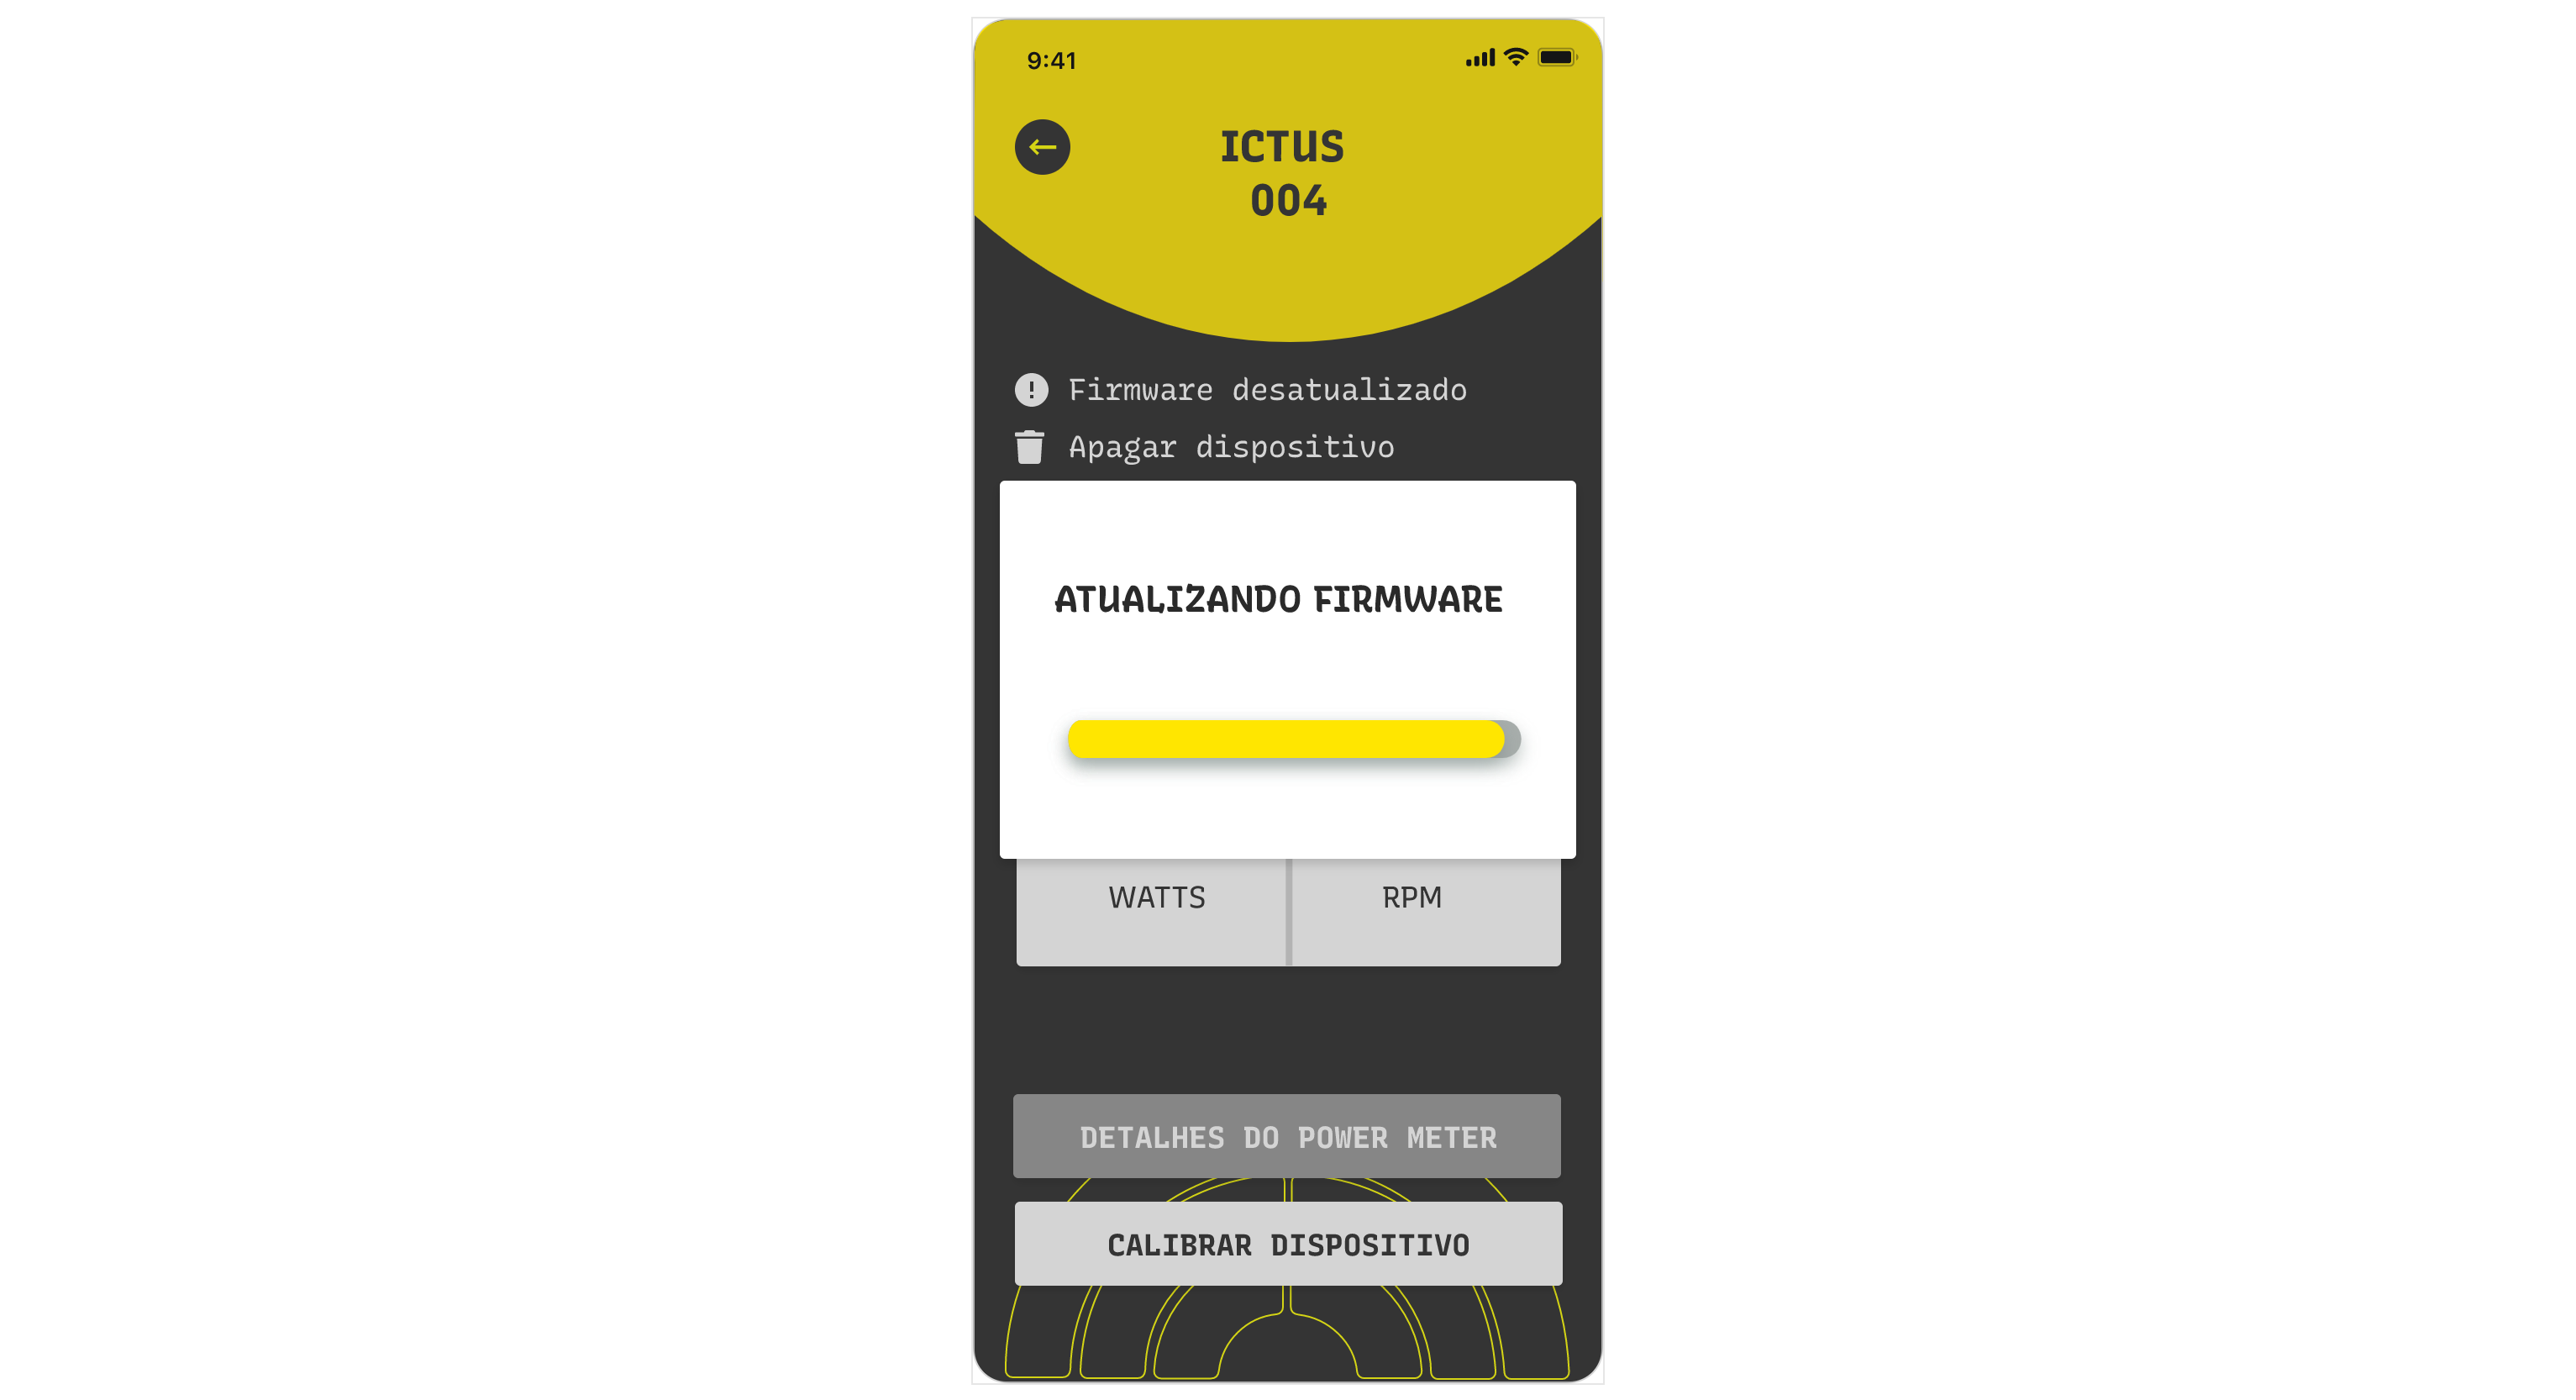 9:41
ICTUS
004
Firmware desatualizado
Apagar dispositivo
ATUALIZANDO FIRMWARE
WATTS RPM
DETALHES DO POWER METER
CALIBRAR DISPOSITIVO